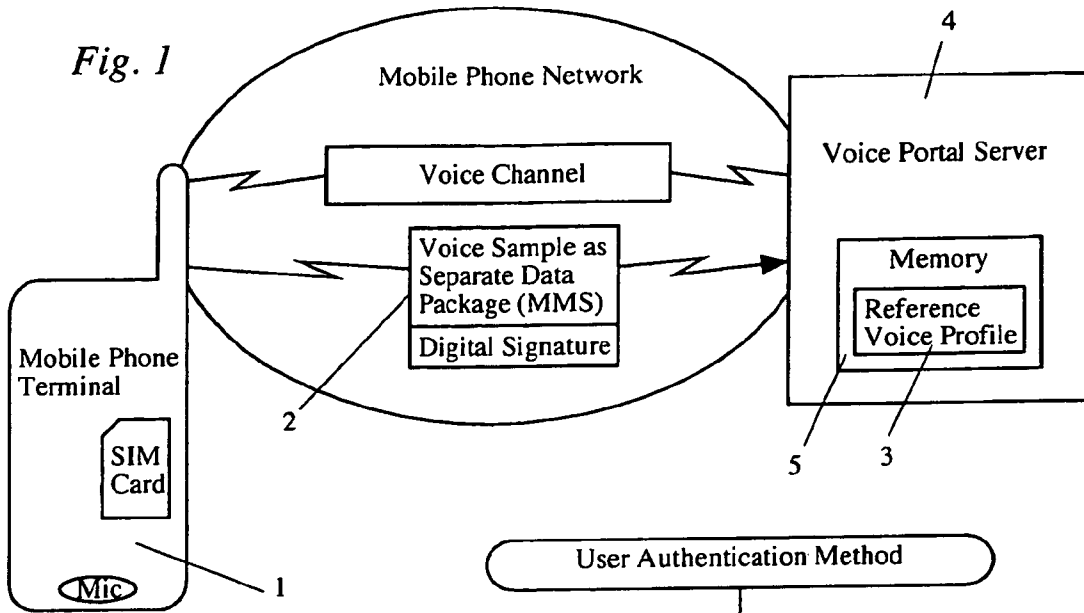 Fig. 1
Mobile Phone Network
4
Voice Portal Server
Voice Channel
Voice Sample as
Separate Data
Package (MMS)
Digital Signature
Memory
Reference
Voice Profile
Mobile Phone
Terminal
SIM
Card
2
5
3
1
Mic
User Authentication Method